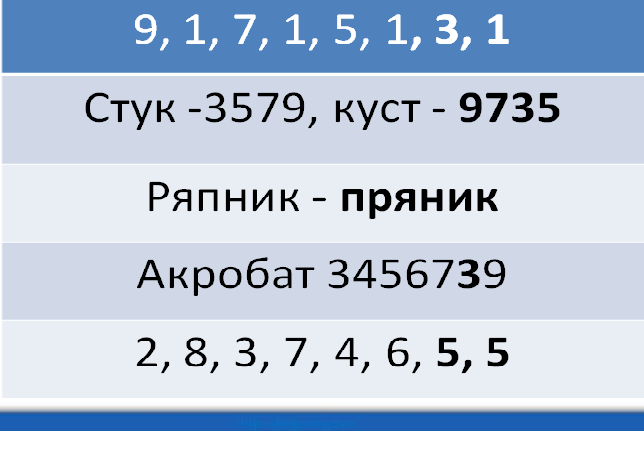 9, 1, 7, 1, 5, 1, 3, 1
Стук -3579, куст - 9735
Ряпник - пряник
Акробат 3456739
2, 8, 3, 7, 4, 6, 5, 5